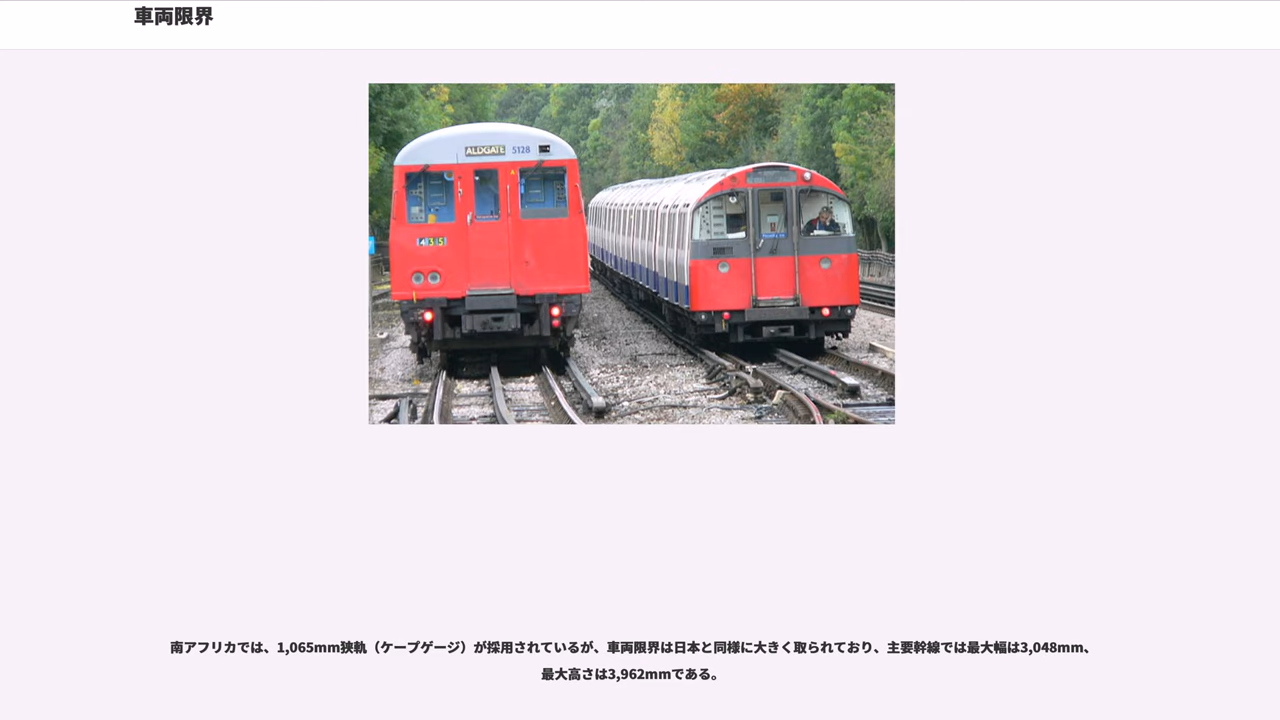 車両限界
ALDGATE 5128
435
南アフリカでは、1,065mm狭軌（ケープゲージ）が採用されているが、車両限界は日本と同様に大きく取られており、主要幹線では最大幅は3,048mm、
最大高さは3,962mmである。